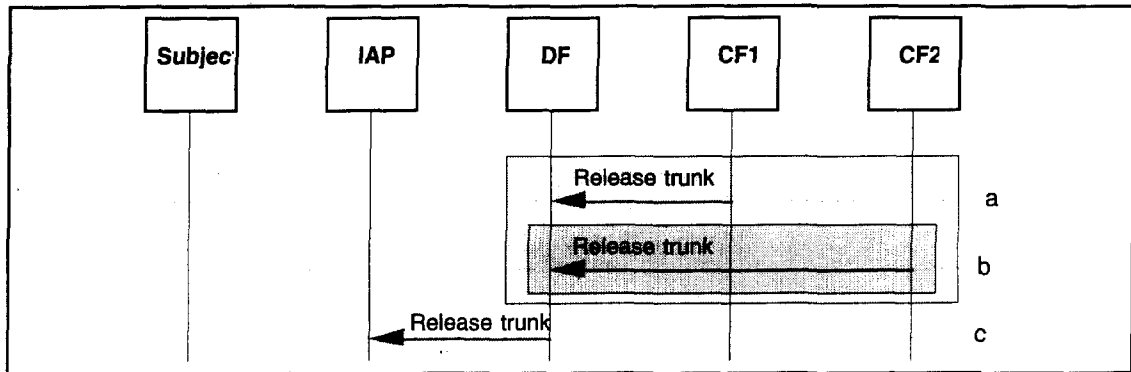 Subjec
IAP
DF
CF1
CF2
Release trunk
a
Release trunk
b
Release trunk
c